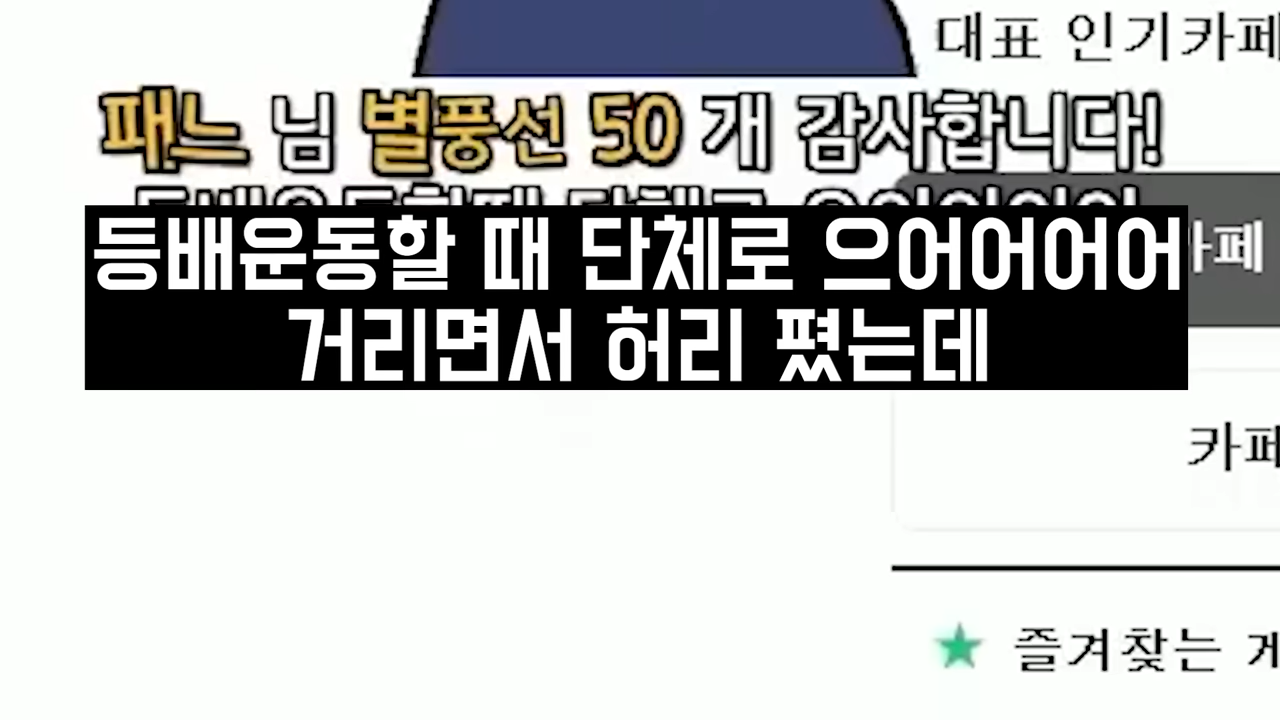 대표 인기카페
패느 님 별풍선 50 개 감사합니다!
등배운동할 때 단체로 으어어어어
거리면서 허리 폈는데
카페
카페
★ 즐겨찾는 게